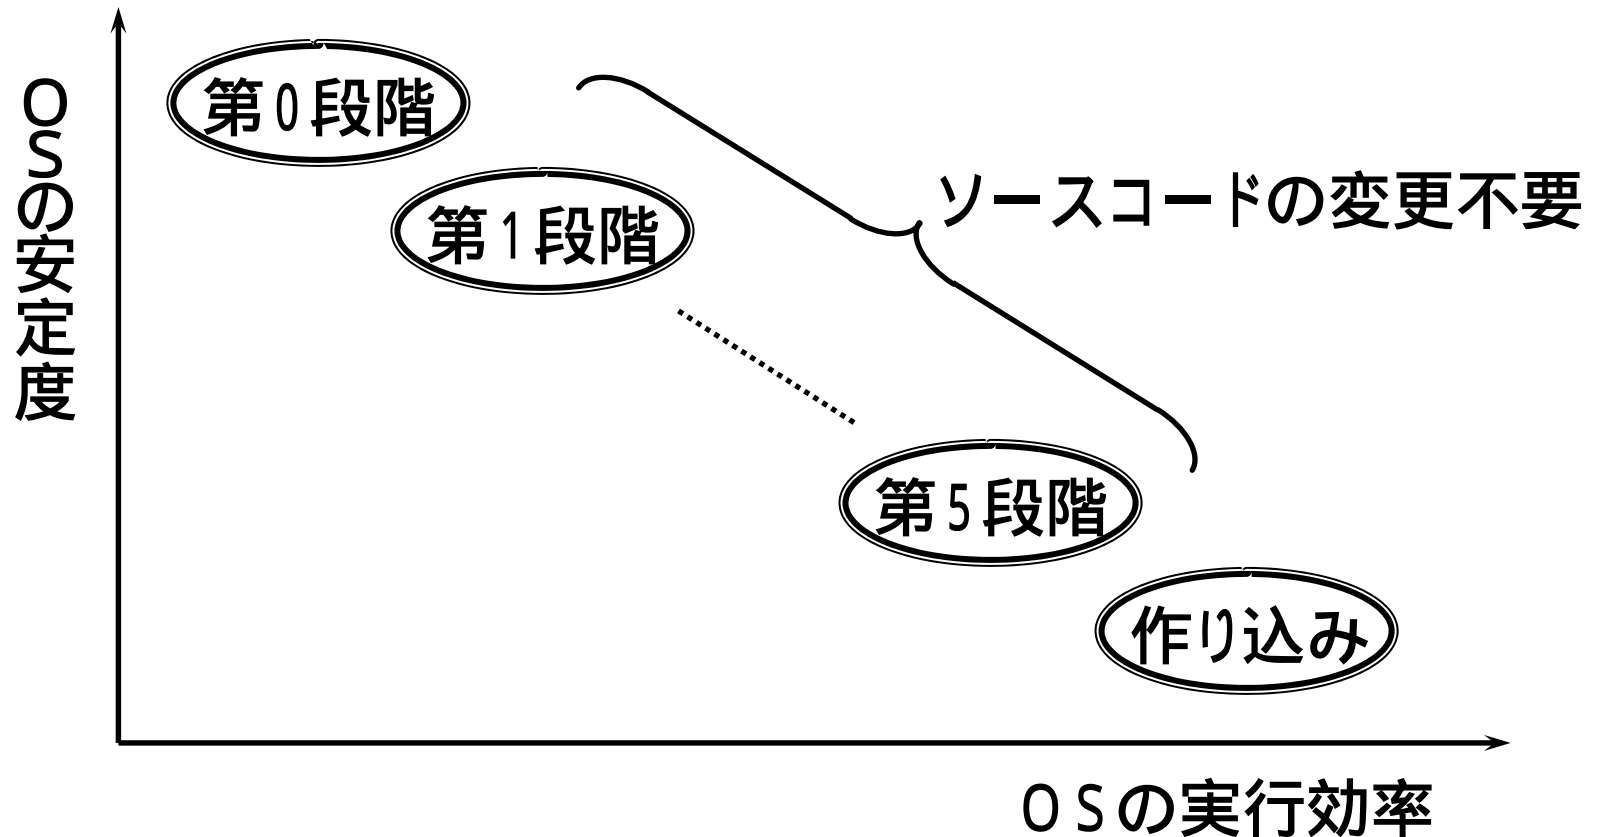 第0段階
OSの安定度
第1段階
ソースコードの変更不要
第5段階
作り込み
OSの実行効率